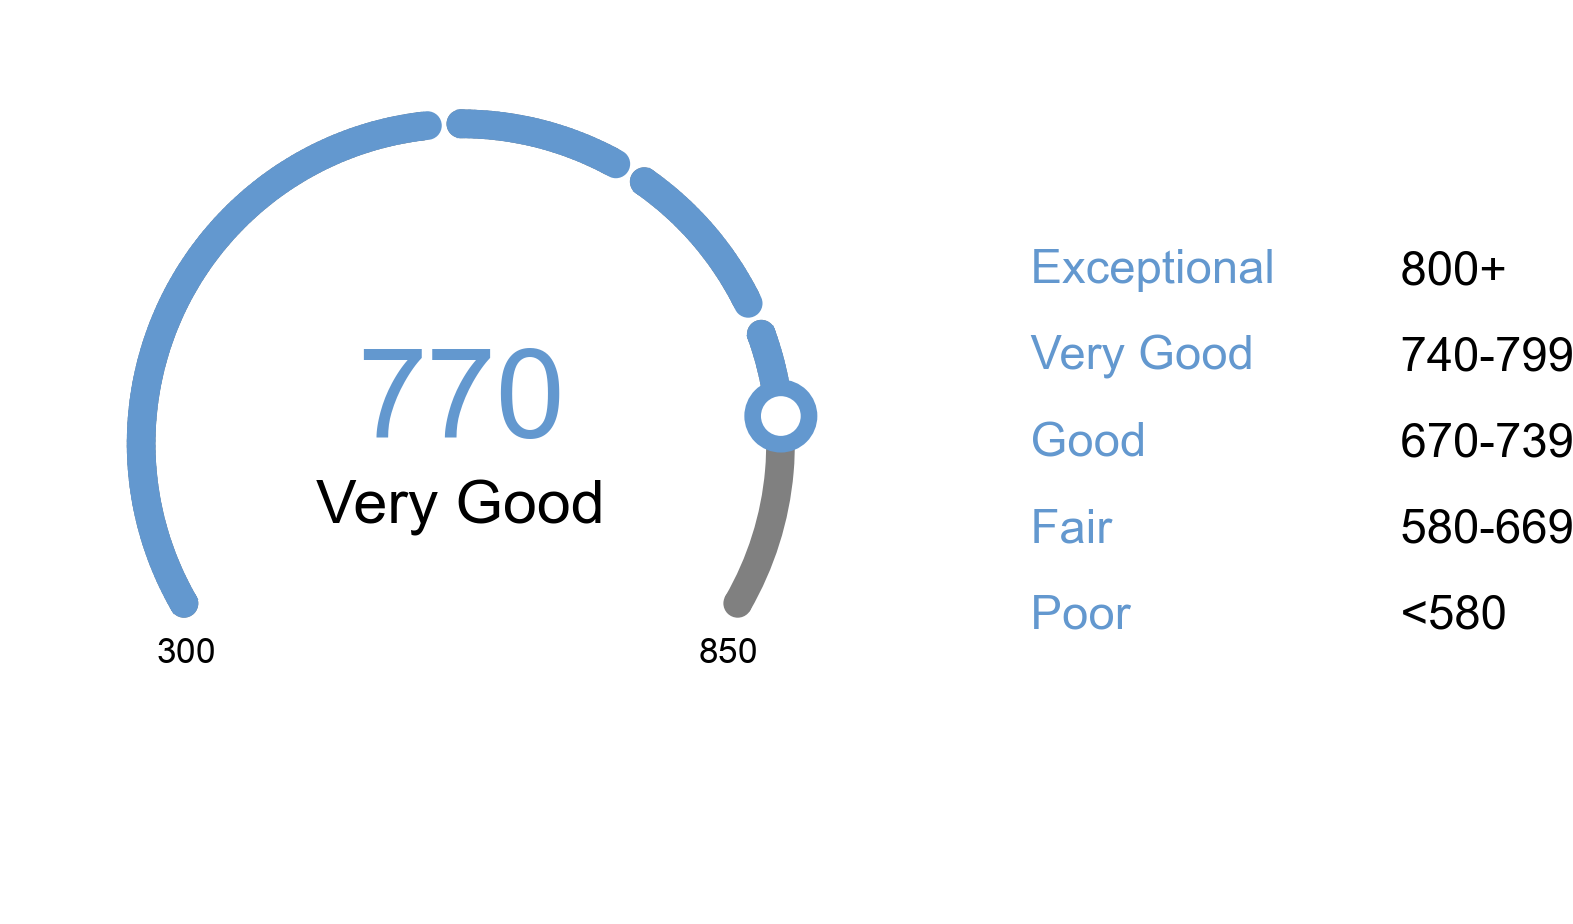 770
Very Good
300
850
Exceptional 800+
Very Good 740-799
Good 670-739
Fair 580-669
Poor <580